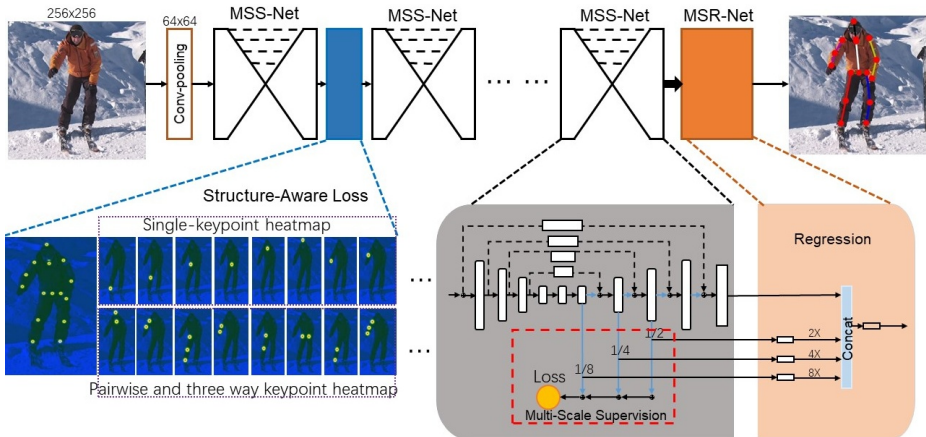 256x256
64x64
Conv-pooling
MSS-Net
MSS-Net
... ...
MSS-Net
MSR-Net
Structure-Aware Loss
Single-keypoint heatmap
...
...
Pairwise and three way keypoint heatmap
1/2
1/4
1/8
Loss
Multi-Scale Supervision
Regression
2X
4X
8X
Concat